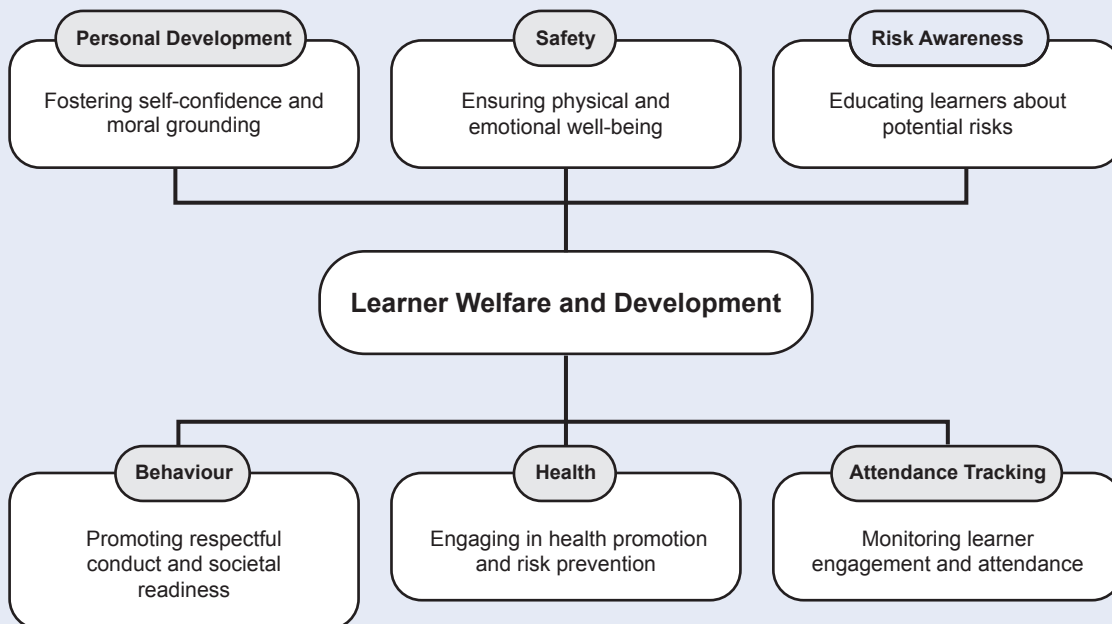 Personal Development
Fostering self-confidence and
moral grounding
Safety
Ensuring physical and
emotional well-being
Risk Awareness
Educating learners about
potential risks
Learner Welfare and Development
Behaviour
Promoting respectful
conduct and societal
readiness
Health
Engaging in health promotion
and risk prevention
Attendance Tracking
Monitoring learner
engagement and attendance